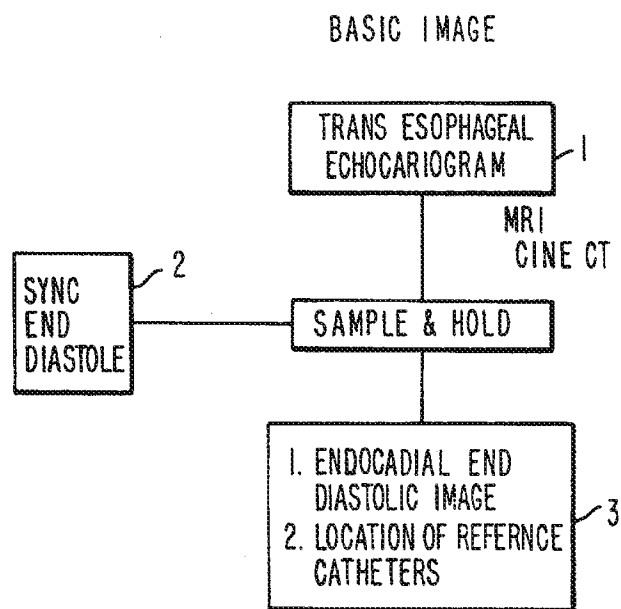 BASIC IMAGE
TRANS ESOPHAGEAL
ECHOCARIOGRAM
1
MRI
CINE CT
2
SYNC
END
DIASTOLE
SAMPLE & HOLD
1. ENDOCADIAL END
DIASTOLIC IMAGE
2. LOCATION OF REFERNCE
CATHETERS
3